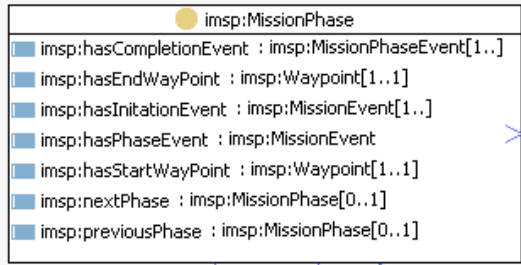 imsp:MissionPhase
imsp:hasCompletionEvent : imsp:MissionPhaseEvent[1..]
imsp:hasEndWayPoint : imsp:Waypoint[1..1]
imsp:hasInitationEvent : imsp:MissionEvent[1..]
imsp:hasPhaseEvent : imsp:MissionEvent
imsp:hasStartWayPoint : imsp:Waypoint[1..1]
imsp:nextPhase : imsp:MissionPhase[0..1]
imsp:previousPhase : imsp:MissionPhase[0..1]